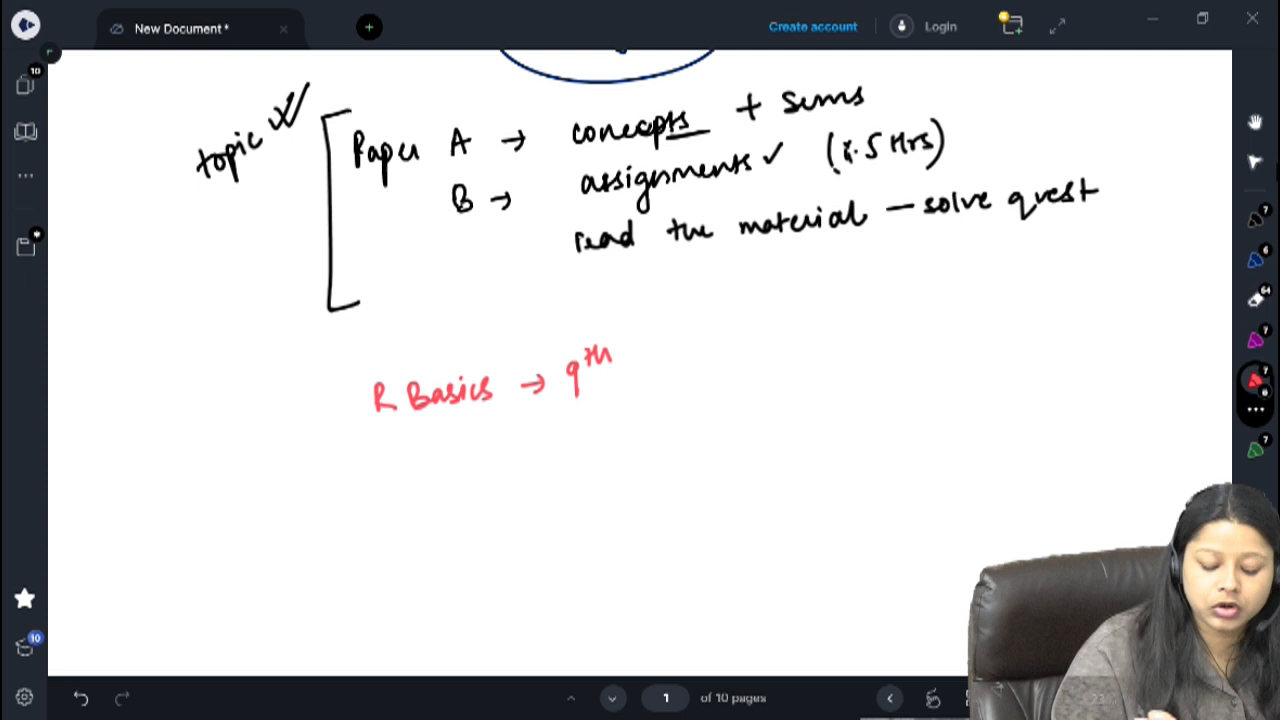 New Document*
Create account
Login
topic
Paper A → concepts + sums
B → assignments ✓ (1.5 Hrs)
read the material — solve quest
R Basics → 9th
1 of 10 pages